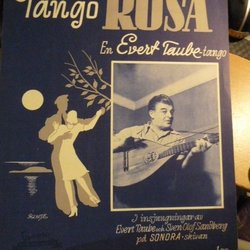 Tango
ROSA
En Evert Taube-tango
I insjungningar av
Evert Taube och Sven Olof Sandberg
på SONORA-skivan